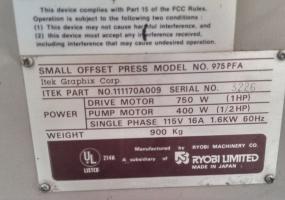 This device complies with Part 15 of the FCC Rules.
Operation is subject to the following two conditions :
(1) This device may not cause harmful interference, and
(2) this device must accept any interference received,
including interference that may cause undesired
operation.
SMALL OFFSET PRESS MODEL NO. 975PFA
Itek Graphix Corp.
ITEK PART NO.111170A009 SERIAL NO. 3226
POWER
DRIVE MOTOR 750 W (1HP)
PUMP MOTOR 400 W (1/2HP)
SINGLE PHASE 115V 16A 1.6KW 60Hz
WEIGHT 900 Kg
UL
LISTED
214B
Manufactured by RYOBI MACHINERY CO.
A subsidiary of RYOBI LIMITED
MADE IN JAPAN